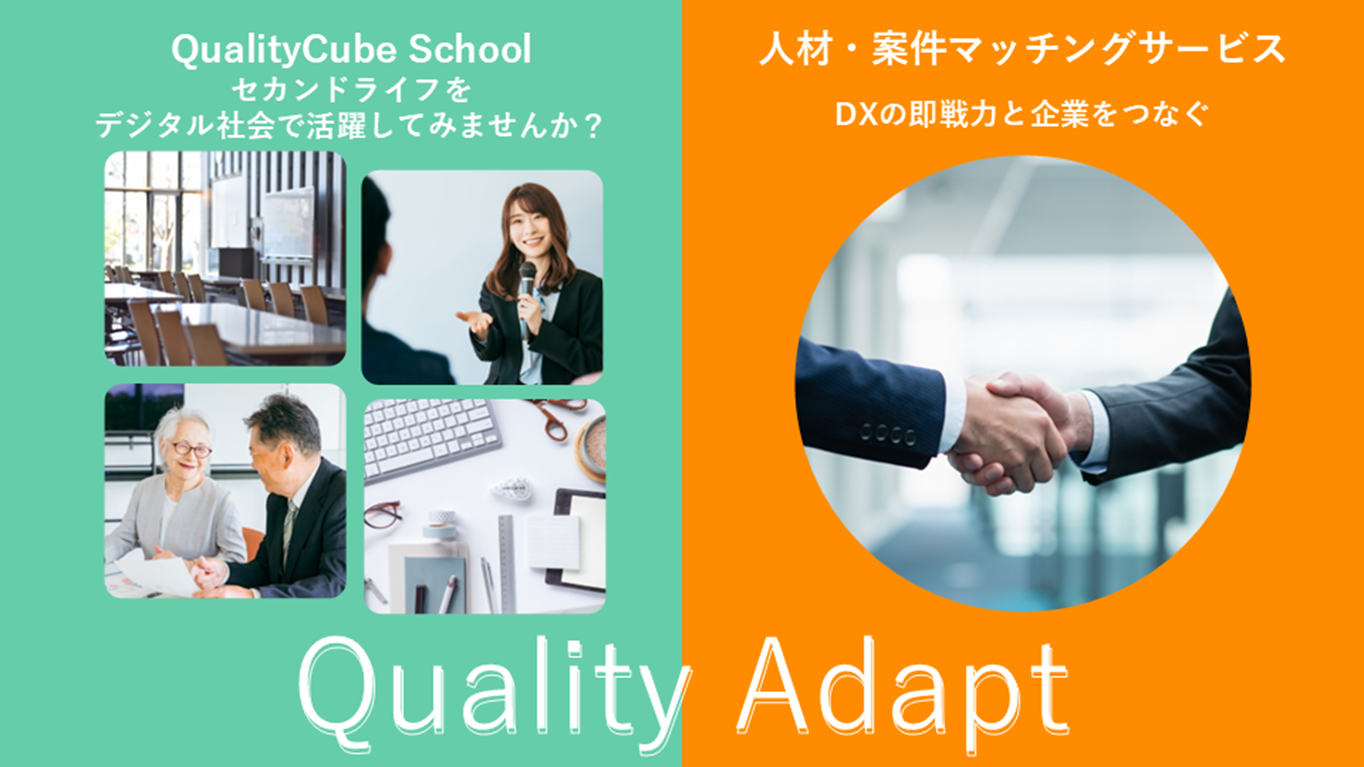 QualityCube School
セカンドライフを
デジタル社会で活躍してみませんか？
人材・案件マッチングサービス
DXの即戦力と企業をつなぐ
Quality Adapt